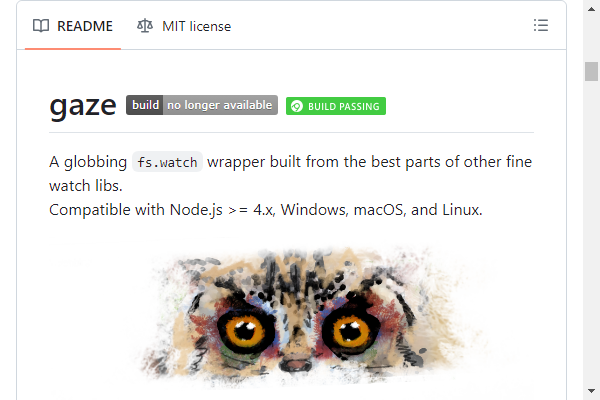 README MIT license
gaze build no longer available BUILD PASSING
A globbing fs.watch wrapper built from the best parts of other fine
watch libs.
Compatible with Node.js >= 4.x, Windows, macOS, and Linux.